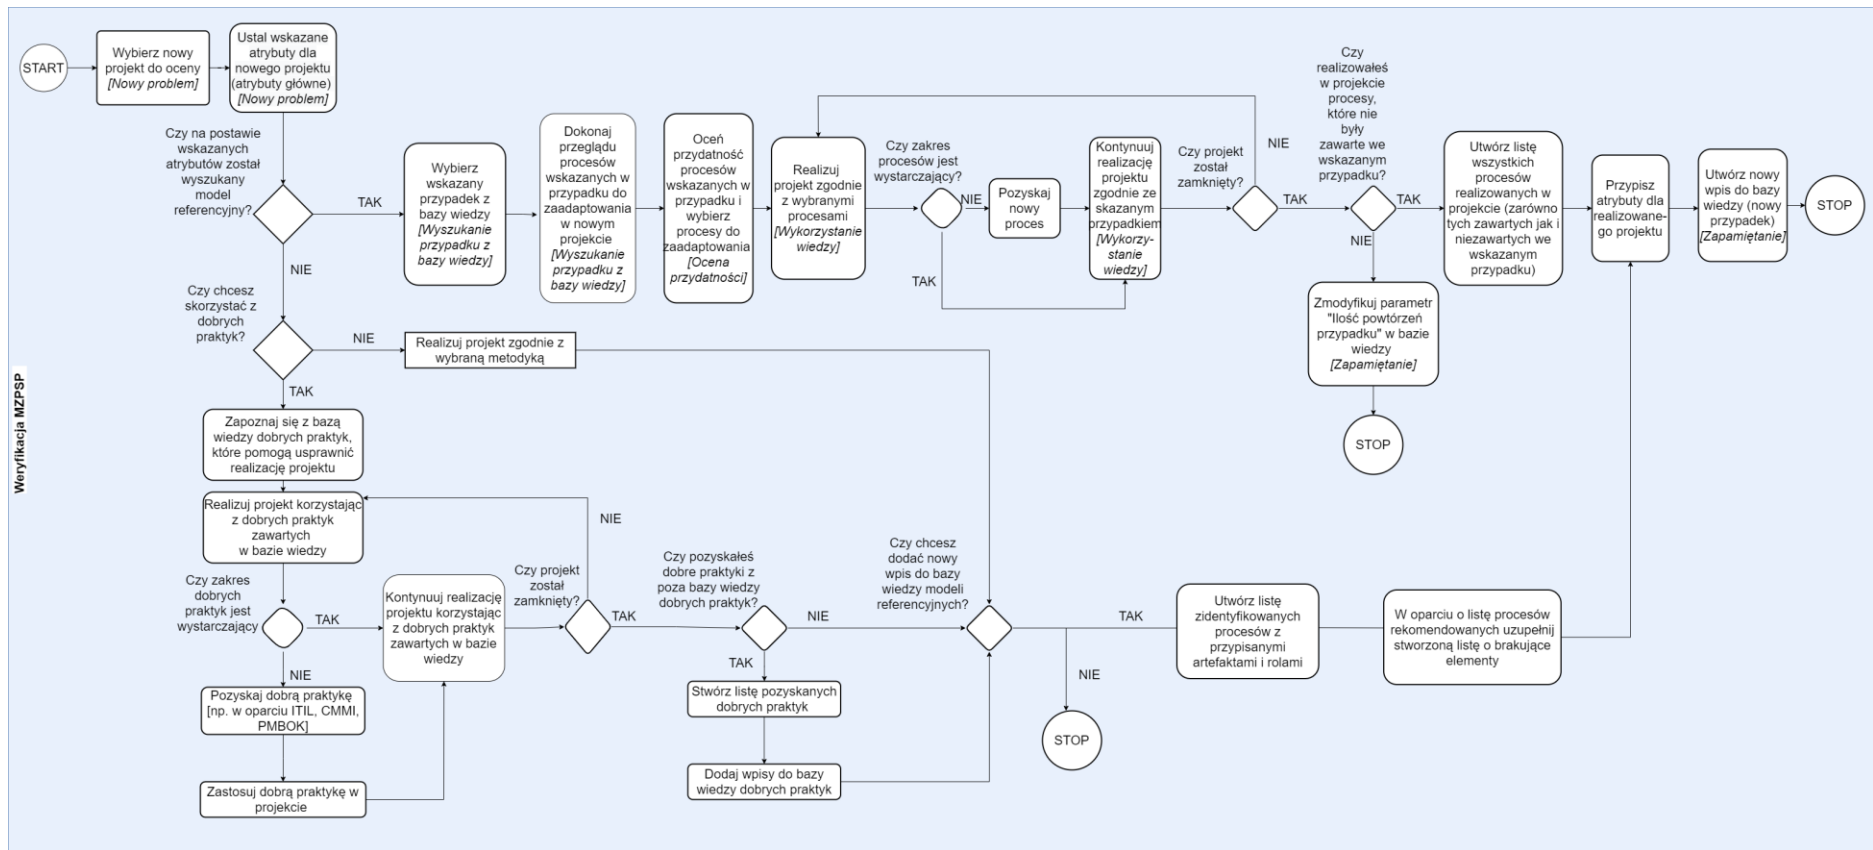 START
Wybierz nowy
projekt do oceny
[Nowy problem]
Ustal wskazane
atrybuty dla
nowego projektu
(atrybuty główne)
[Nowy problem]
Czy na postawie
wskazanych
atrybutów został
wyszukany
model
referencyjny?
TAK
NIE
Wybierz
wskazany
przypadek z
bazy wiedzy
[Wyszukanie
przypadku z
bazy wiedzy]
Dokonaj
przeglądu
procesów
wskazanych w
przypadku do
zaadaptowania
w nowym
projekcie
[Wyszukanie
przypadku z
bazy wiedzy]
Oceń
przydatność
procesów
wskazanych w
przypadku i
wybierz
procesy do
zaadaptowania
[Ocena
przydatności]
Realizuj
projekt zgodnie
z wybranymi
procesami
[Wykorzystanie
wiedzy]
Czy zakres
procesów jest
wystarczający?
NIE
TAK
Pozyskaj
nowy
proces
Kontynuuj
realizację
projektu
zgodnie ze
skazanym
przypadkiem
[Wykorzy-
stanie
wiedzy]
Czy projekt
został
zamknięty?
NIE
TAK
Czy
realizowałeś
w projekcie
procesy,
które nie
były
zawarte we
wskazanym
przypadku?
TAK
NIE
Utwórz listę
wszystkich
procesów
realizowanych w
projekcie (zarówno
tych zawartych jak i
niezawartych we
wskazanym
przypadku)
Przypisz
atrybuty dla
realizowane-
go projektu
Utwórz nowy
wpis do bazy
wiedzy (nowy
przypadek)
[Zapamiętanie]
STOP
Zmodyfikuj parametr
"Ilość powtórzeń
przypadku" w bazie
wiedzy
[Zapamiętanie]
STOP
Czy chcesz
skorzystać z
dobrych
praktyk?
NIE
TAK
Realizuj projekt zgodnie z
wybraną metodyką
Weryfikacja MZPSP
Zapoznaj się z bazą
wiedzy dobrych praktyk,
które pomogą usprawnić
realizację projektu
Realizuj projekt korzystając
z dobrych praktyk
zawartych
w bazie wiedzy
Czy zakres
dobrych
praktyk jest
wystarczający
TAK
NIE
Kontynuuj realizację
projektu korzystając
z dobrych praktyk
zawartych w bazie
wiedzy
Czy projekt
został
zamknięty?
NIE
TAK
Czy pozyskałeś
dobre praktyki z
poza bazy wiedzy
dobrych praktyk?
NIE
TAK
Czy chcesz
dodać nowy
wpis do bazy
wiedzy modeli
referencyjnych?
TAK
NIE
Utwórz listę
zidentyfikowanych
procesów z
przypisanymi
artefaktami i rolami
W oparciu o listę procesów
rekomendowanych uzupełnij
stworzoną listę o brakujące
elementy
Pozyskaj dobrą praktykę
[np. w oparciu ITIL, CMMI,
PMBOK]
Stwórz listę pozyskanych
dobrych praktyk
STOP
Zastosuj dobrą praktykę w
projekcie
Dodaj wpisy do bazy
wiedzy dobrych praktyk